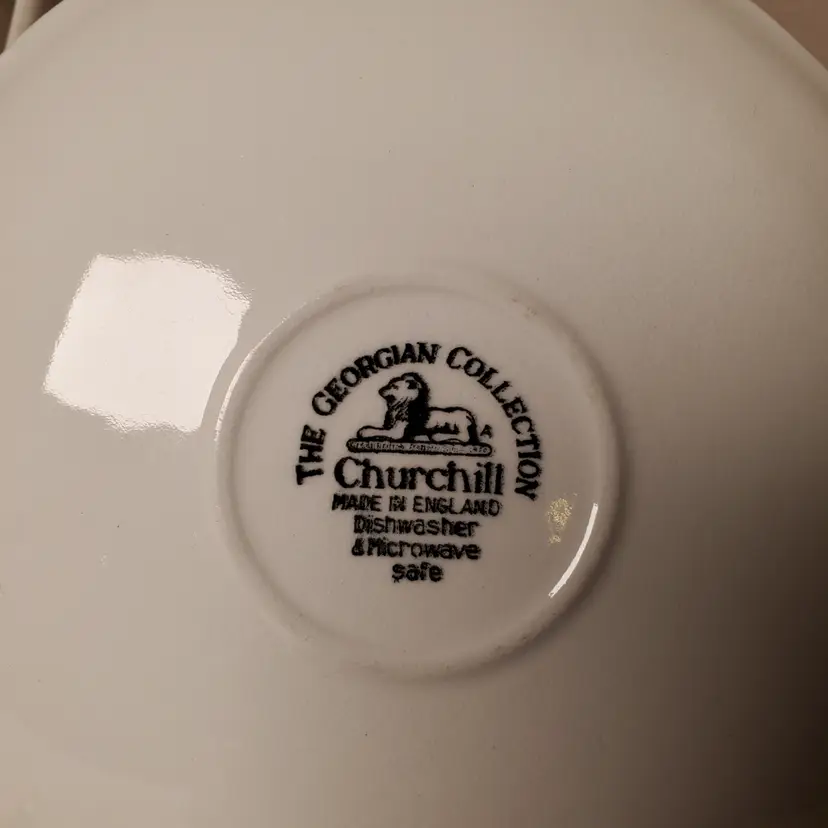 THE GEORGIAN COLLECTION
Churchill
MADE IN ENGLAND
Dishwasher
& Microwave
safe